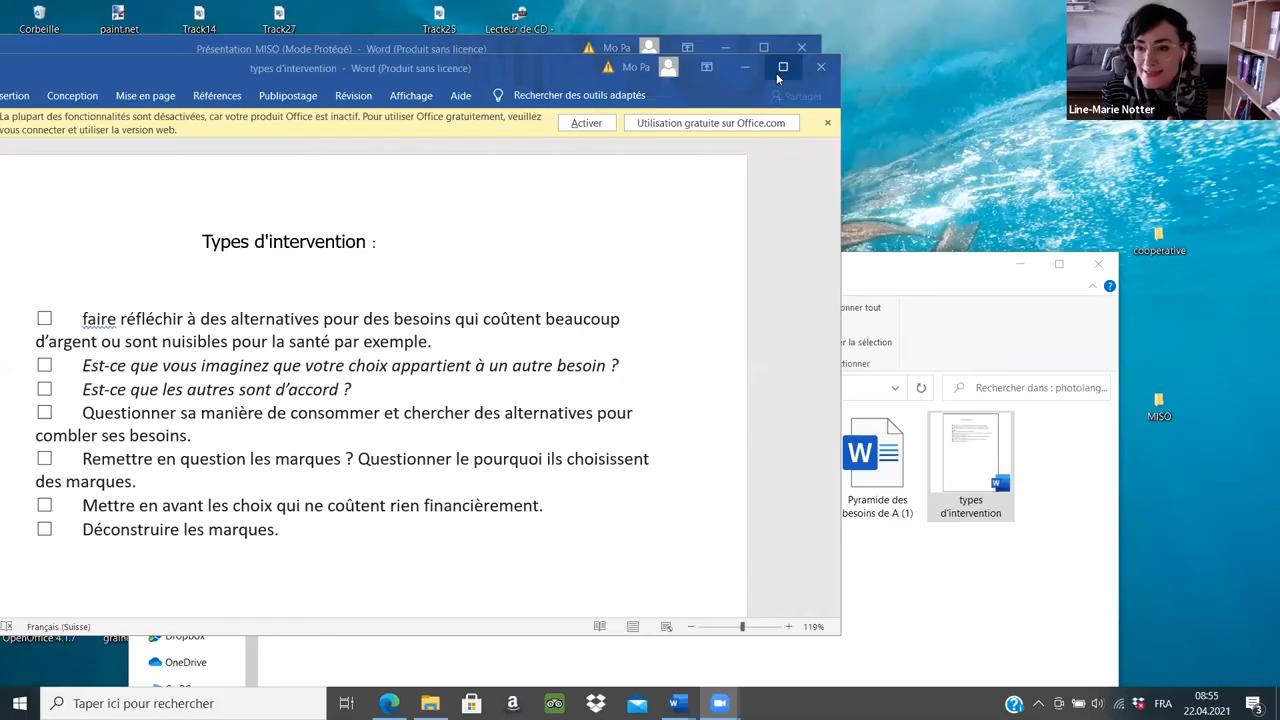 Corbeille
paint.net
Track14
Track27
Track25
Lecteur de CD -
Présentation MISO (Mode Protégé) - Word (Produit sans licence)
Mo Pa
types d'intervention - Word (Produit sans licence)
Mo Pa
sertion
Conception
Mise en page
Références
Publipostage
Révision
Affichage
Aide
Rechercher des outils adaptés
Partager
La plupart des fonctionnalités sont désactivées, car votre produit Office est inactif. Pour utiliser Office gratuitement, veuillez
vous connecter et utiliser la version web.
Activer
Utilisation gratuite sur Office.com
Line-Marie Notter
Types d'intervention :
faire réfléchir à des alternatives pour des besoins qui coûtent beaucoup
d’argent ou sont nuisibles pour la santé par exemple.
Est-ce que vous imaginez que votre choix appartient à un autre besoin ?
Est-ce que les autres sont d’accord ?
Questionner sa manière de consommer et chercher des alternatives pour
combler ses besoins.
Remettre en question les marques ? Questionner le pourquoi ils choisissent
des marques.
Mettre en avant les choix qui ne coûtent rien financièrement.
Déconstruire les marques.
Français (Suisse)
119%
cooperative
MISO
onner tout
er la sélection
ctionner
Rechercher dans : photolang...
Pyramide des
besoins de A (1)
types
d'intervention
OpenOffice 4.1.7
grain
Dropbox
OneDrive
Taper ici pour rechercher
FRA
08:55
22.04.2021
3